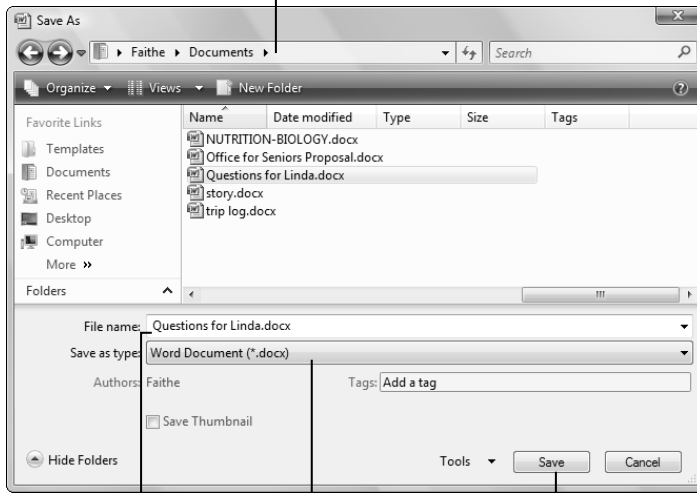 Save As
Faithe Documents Search
Organize Views New Folder
Favorite Links
Templates
Documents
Recent Places
Desktop
Computer
More »
Folders
Name Date modified Type Size Tags
NUTRITION-BIOLOGY.docx
Office for Seniors Proposal.docx
Questions for Linda.docx
story.docx
trip log.docx
File name: Questions for Linda.docx
Save as type: Word Document (*.docx)
Authors: Faithe Tags: Add a tag
Save Thumbnail
Hide Folders Tools Save Cancel